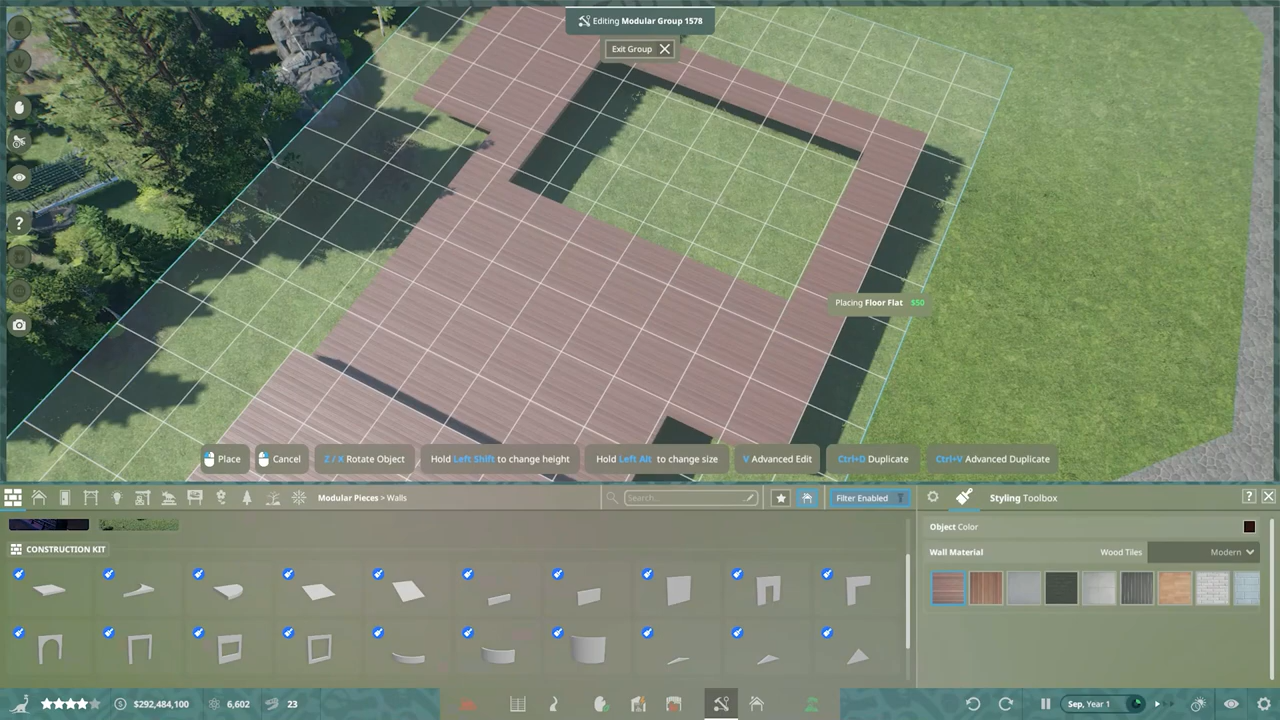 Editing Modular Group 1578
Exit Group
Placing Floor Flat $50
Place
Cancel
Z / X Rotate Object
Hold Left Shift to change height
Hold Left Alt to change size
V Advanced Edit
Ctrl+D Duplicate
Ctrl+V Advanced Duplicate
Modular Pieces > Walls
Search...
Filter Enabled
Styling Toolbox
?
CONSTRUCTION KIT
Object Color
Wall Material
Wood Tiles
Modern
$292,484,100
6,602
23
Sep, Year 1